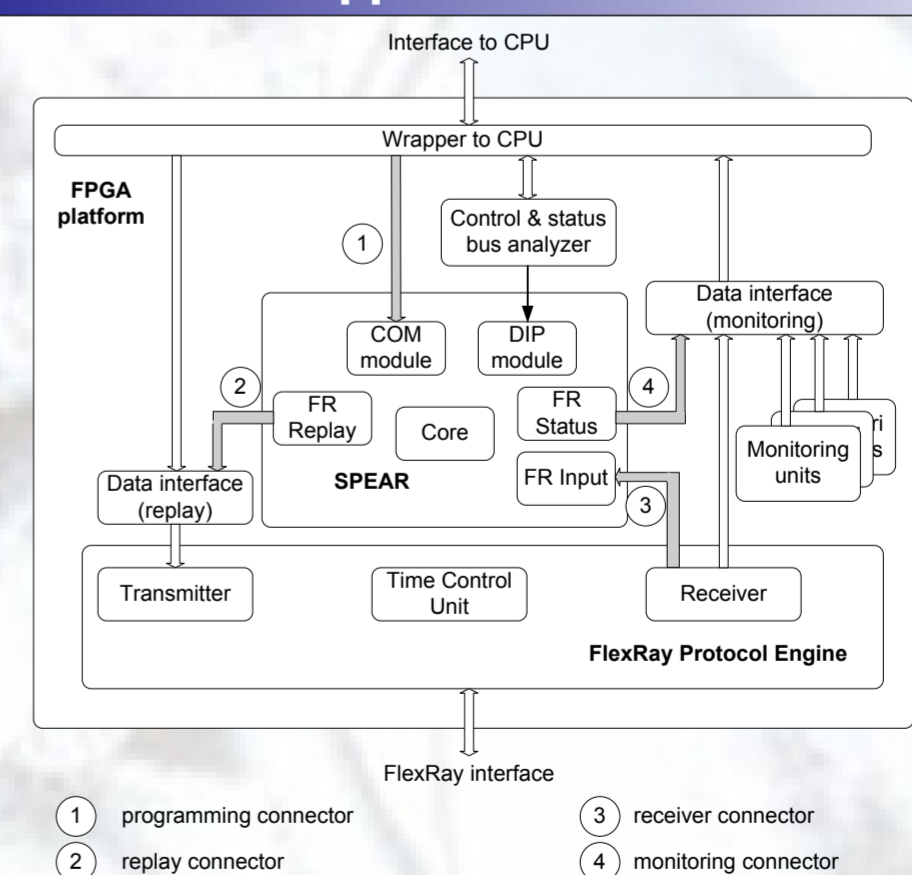 Interface to CPU
Wrapper to CPU
FPGA
platform
Control & status
bus analyzer
1
Data interface
(monitoring)
COM
module
DIP
module
2
4
FR
Replay
Core
FR
Status
Monitoring
units
SPEAR
FR Input
Data interface
(replay)
3
Transmitter
Time Control
Unit
Receiver
FlexRay Protocol Engine
FlexRay interface
1 programming connector
3 receiver connector
2 replay connector
4 monitoring connector